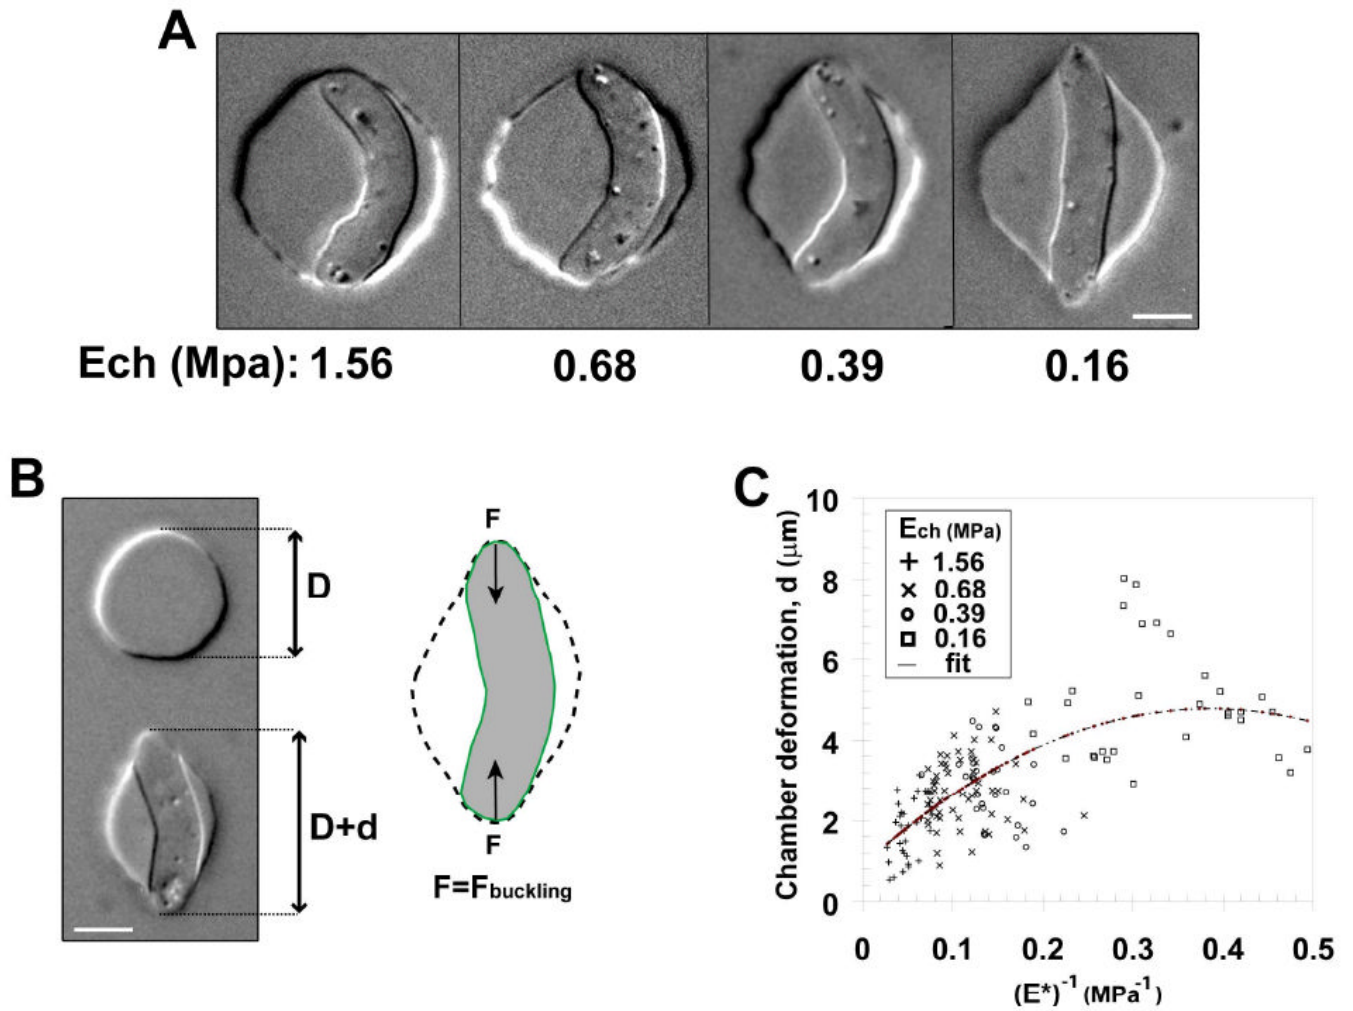 A
Ech (Mpa): 1.56 0.68 0.39 0.16
B
D
D+d
F
F
F=Fbuckling
C
Chamber deformation, d (μm)
10
8
6
4
2
0
Ech (MPa)
+ 1.56
× 0.68
○ 0.39
□ 0.16
— fit
0 0.1 0.2 0.3 0.4 0.5
(E*)⁻¹ (MPa⁻¹)